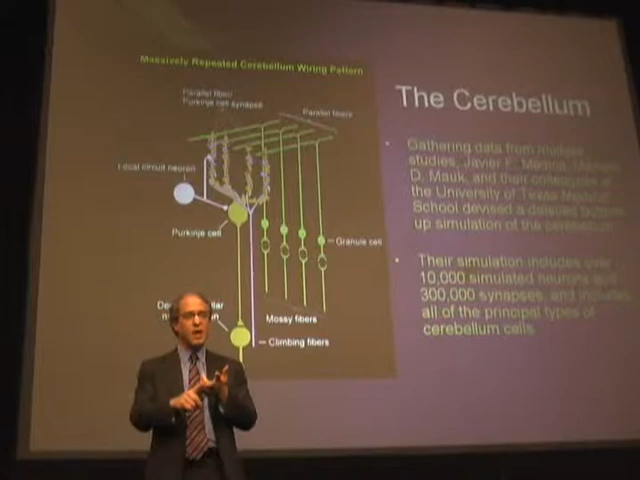 Massively Repeated Cerebellum Wiring Pattern
Parallel fiber/
Purkinje cell synapse
Parallel fibers
Local circuit neuron
Purkinje cell
Granule cell
Mossy fibers
Climbing fibers
The Cerebellum
Gathering data from multiple
studies, Javier F. Medina, Michael
D. Mauk, and their colleagues at
the University of Texas Medical
School devised a detailed bottom-
up simulation of the cerebellum.
Their simulation includes over
10,000 simulated neurons and
300,000 synapses, and includes
all of the principal types of
cerebellum cells.